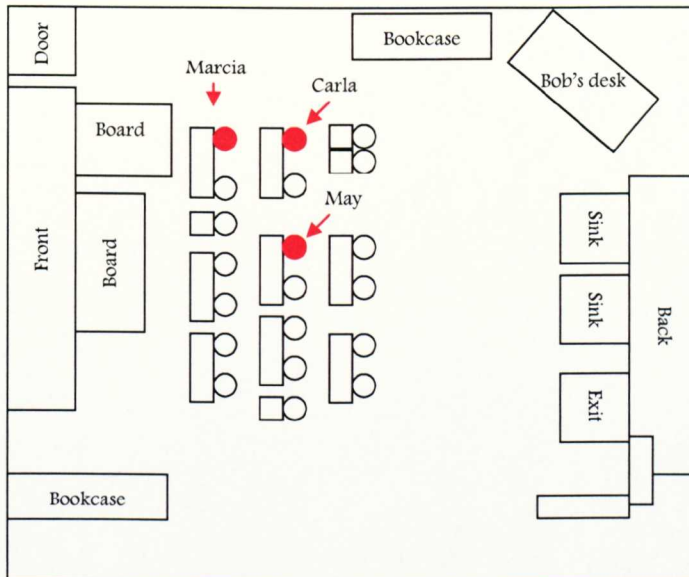 Door
Bookcase
Bob's desk
Marcia
Carla
Board
May
Front
Board
Sink
Sink
Back
Exit
Bookcase